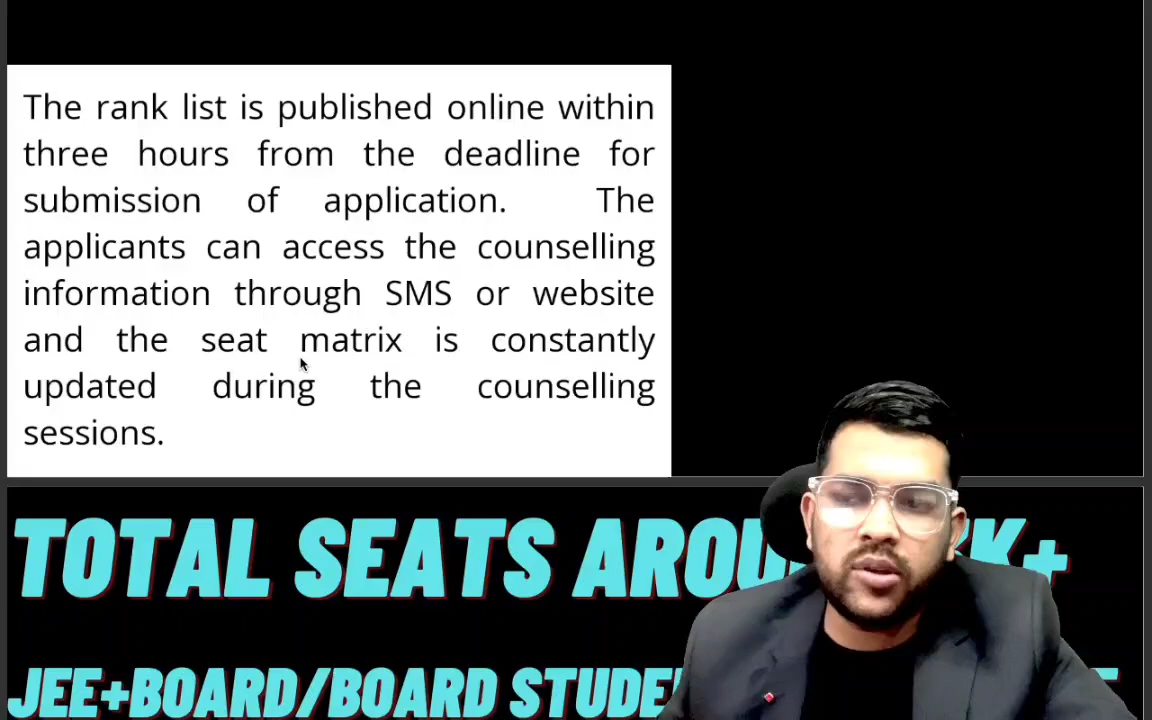 The rank list is published online within
three hours from the deadline for
submission of application. The
applicants can access the counselling
information through SMS or website
and the seat matrix is constantly
updated during the counselling
sessions.
TOTAL SEATS
JEE+BOARD/BOARD